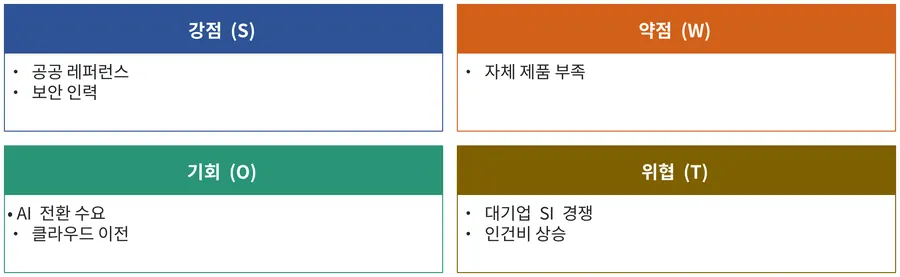 강점 (S)
• 공공 레퍼런스
• 보안 인력
약점 (W)
• 자체 제품 부족
기회 (O)
• AI 전환 수요
• 클라우드 이전
위협 (T)
• 대기업 SI 경쟁
• 인건비 상승